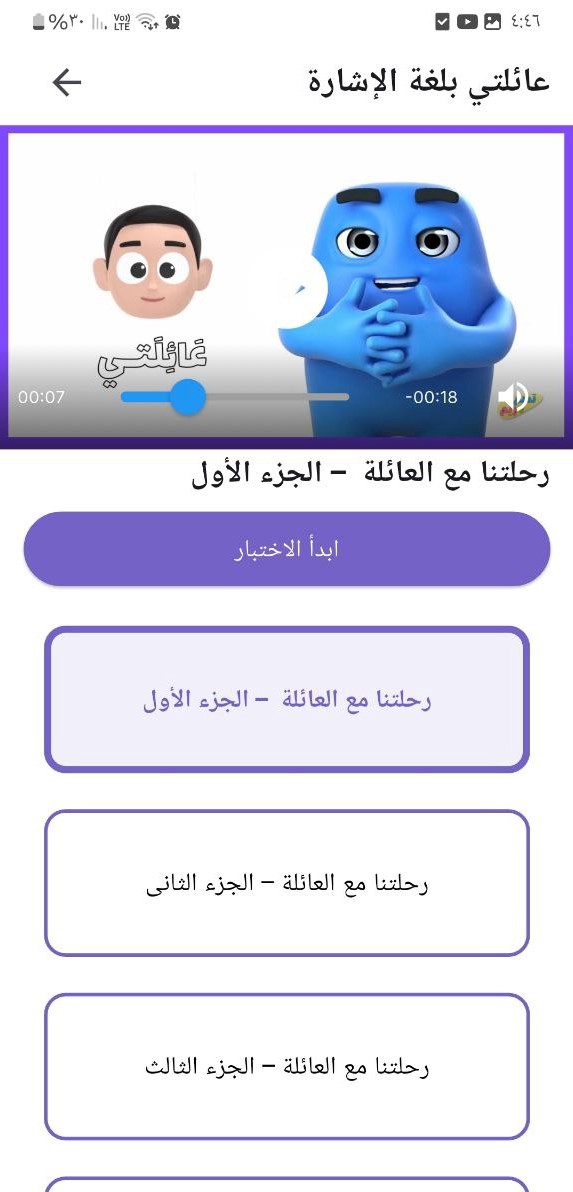 ٤:٤٦
%٣٠
Vo))
LTE
عائلتي بلغة الإشارة
عَائِلَتي
00:07
-00:18
رحلتنا مع العائلة – الجزء الأول
ابدأ الاختبار
رحلتنا مع العائلة – الجزء الأول
رحلتنا مع العائلة – الجزء الثانى
رحلتنا مع العائلة – الجزء الثالث